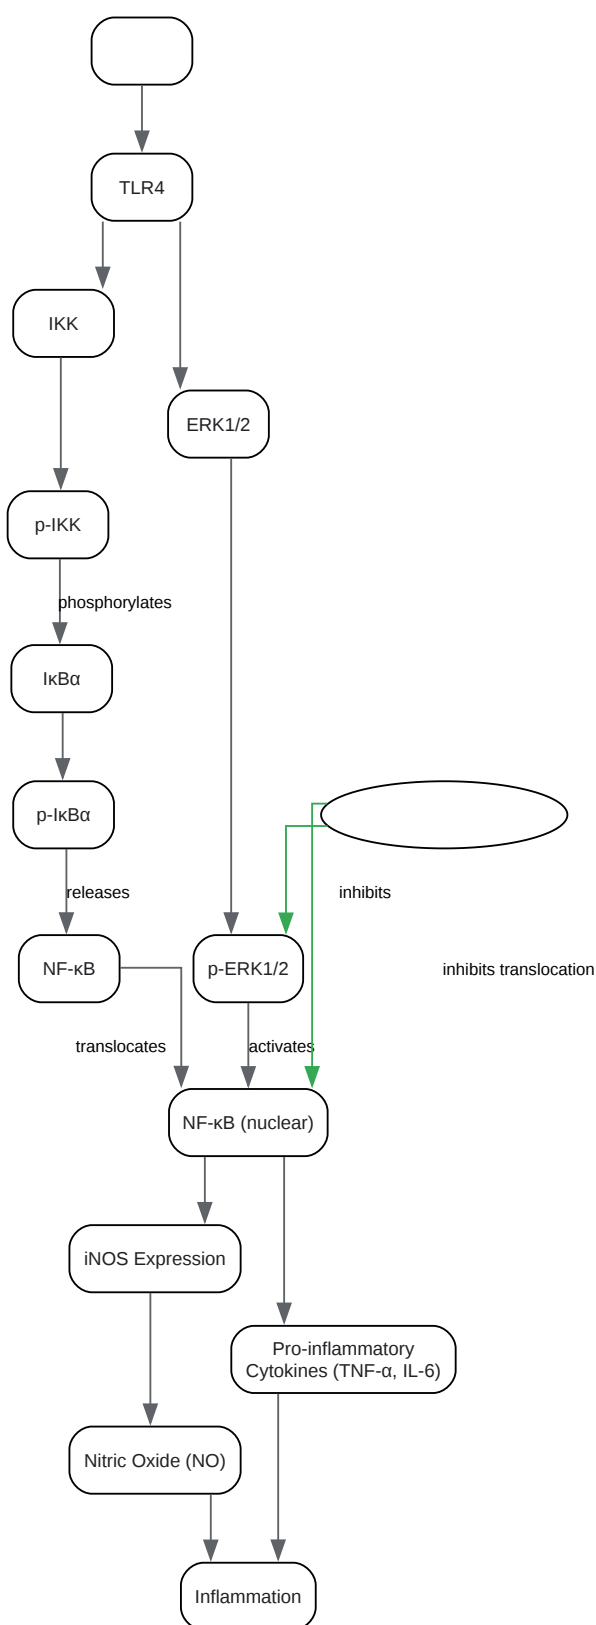 TLR4
IKK
ERK1/2
p-IKK
phosphorylates
IκBα
p-IκBα
releases
inhibits
NF-κB
p-ERK1/2
inhibits translocation
translocates
activates
NF-κB (nuclear)
iNOS Expression
Pro-inflammatory
Cytokines (TNF-α, IL-6)
Nitric Oxide (NO)
Inflammation